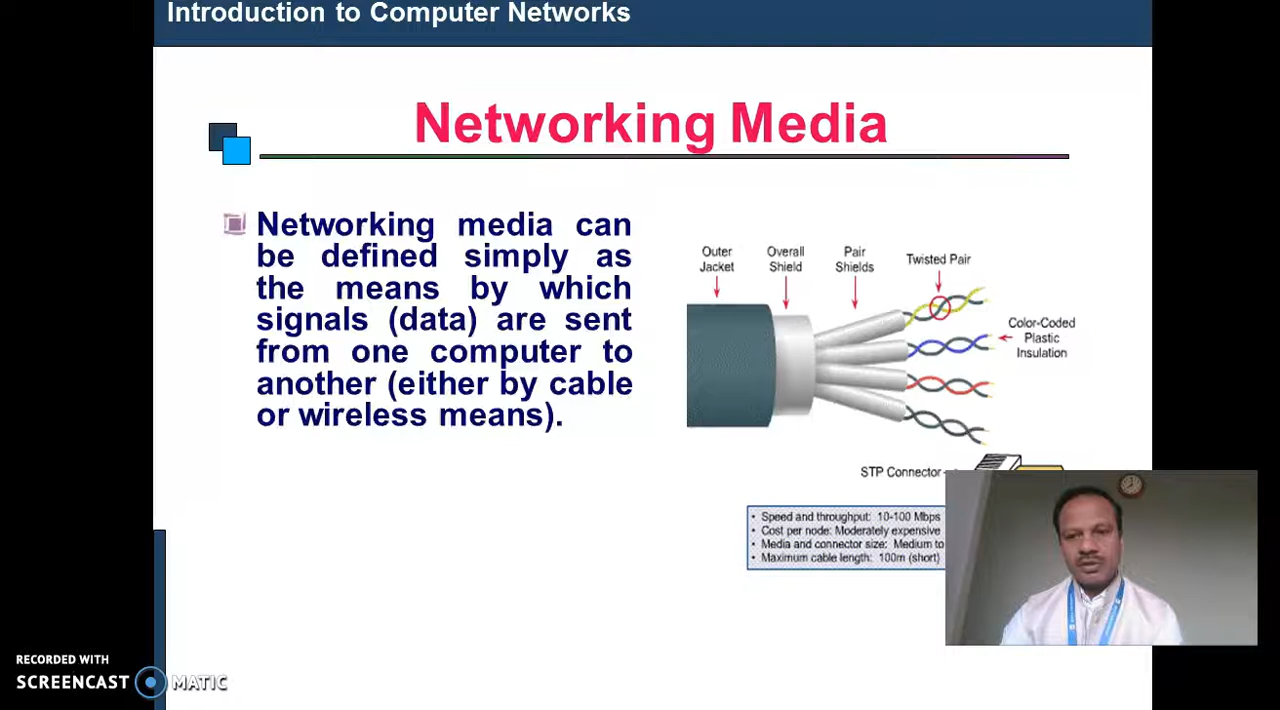 Introduction to Computer Networks
Networking Media
Networking media can
be defined simply as
the means by which
signals (data) are sent
from one computer to
another (either by cable
or wireless means).
Outer
Jacket
Overall
Shield
Pair
Shields
Twisted Pair
Color-Coded
Plastic
Insulation
STP Connector
• Speed and throughput: 10-100 Mbps
• Cost per node: Moderately expensive
• Media and connector size: Medium to
• Maximum cable length: 100m (short)
RECORDED WITH
SCREENCAST MATIC